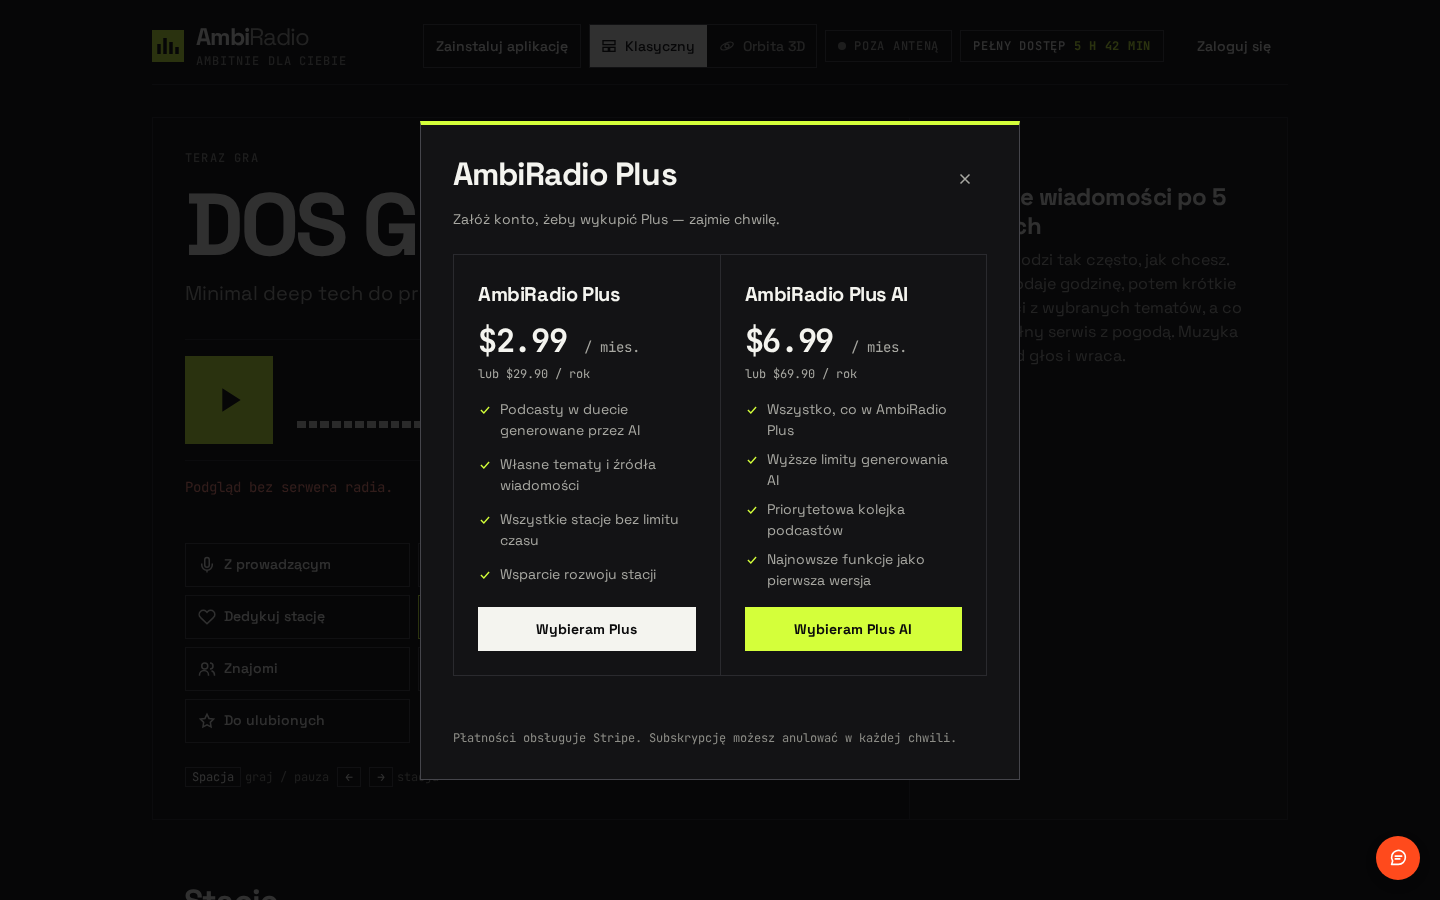 AmbiRadio
AMBITNIE DLA CIEBIE
Zainstaluj aplikację
Klasyczny
Orbita 3D
POZA ANTENĄ
PEŁNY DOSTĘP 5 H 42 MIN
Zaloguj się
TERAZ GRA
DOS G
Minimal deep tech do pr
Podgląd bez serwera radia.
Z prowadzącym
Dedykuj stację
Znajomi
Do ulubionych
Spacja graj / pauza ← →
AmbiRadio Plus
×
Załóż konto, żeby wykupić Plus — zajmie chwilę.
AmbiRadio Plus
$2.99 / mies.
lub $29.90 / rok
Podcasty w duecie
generowane przez AI
Własne tematy i źródła
wiadomości
Wszystkie stacje bez limitu
czasu
Wsparcie rozwoju stacji
Wybieram Plus
AmbiRadio Plus AI
$6.99 / mies.
lub $69.90 / rok
Wszystko, co w AmbiRadio
Plus
Wyższe limity generowania
AI
Priorytetowa kolejka
podcastów
Najnowsze funkcje jako
pierwsza wersja
Wybieram Plus AI
Płatności obsługuje Stripe. Subskrypcję możesz anulować w każdej chwili.
e wiadomości po 5
ch
odzi tak często, jak chcesz.
odaje godzinę, potem krótkie
i z wybranych tematów, a co
łny serwis z pogodą. Muzyka
głos i wraca.